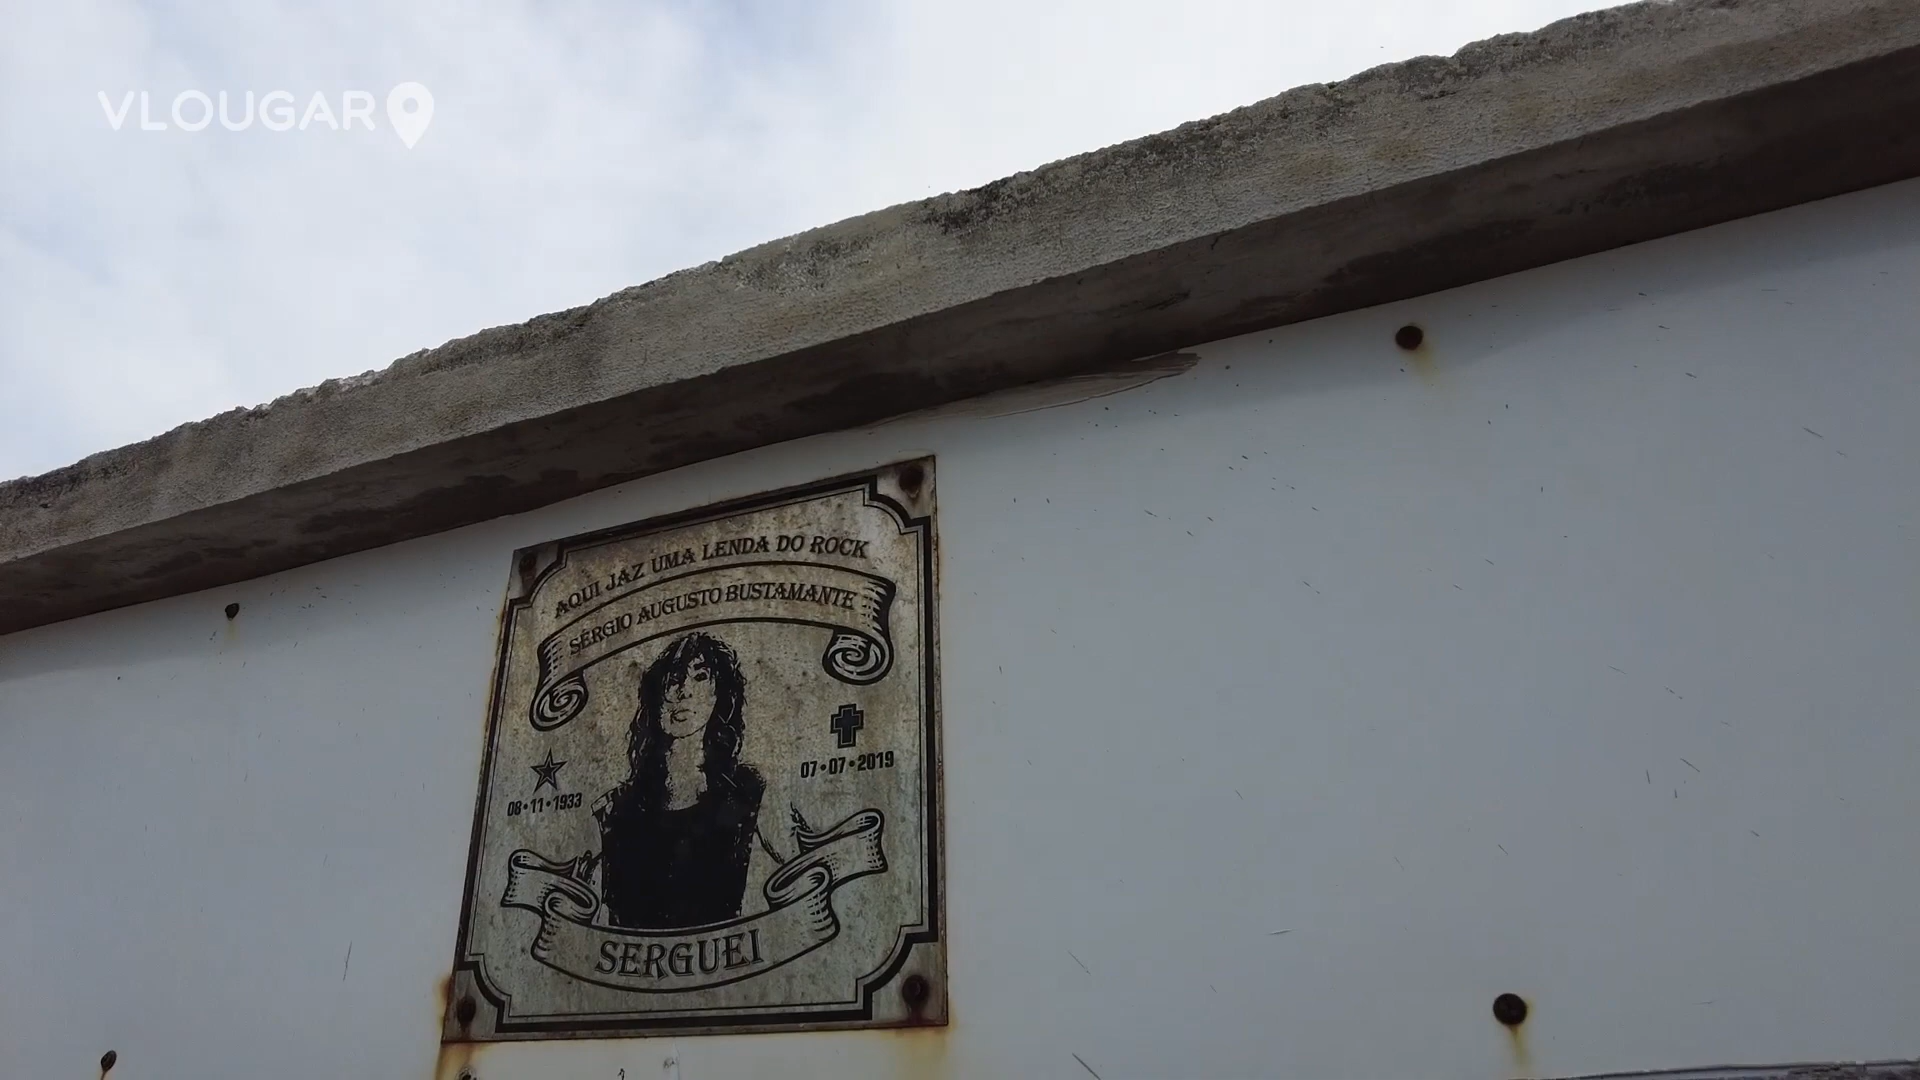 VLOUGAR
AQUI JAZ UMA LENDA DO ROCK
SÉRGIO AUGUSTO BUSTAMANTE
07•07•2019
08•11•1933
SERGUEI